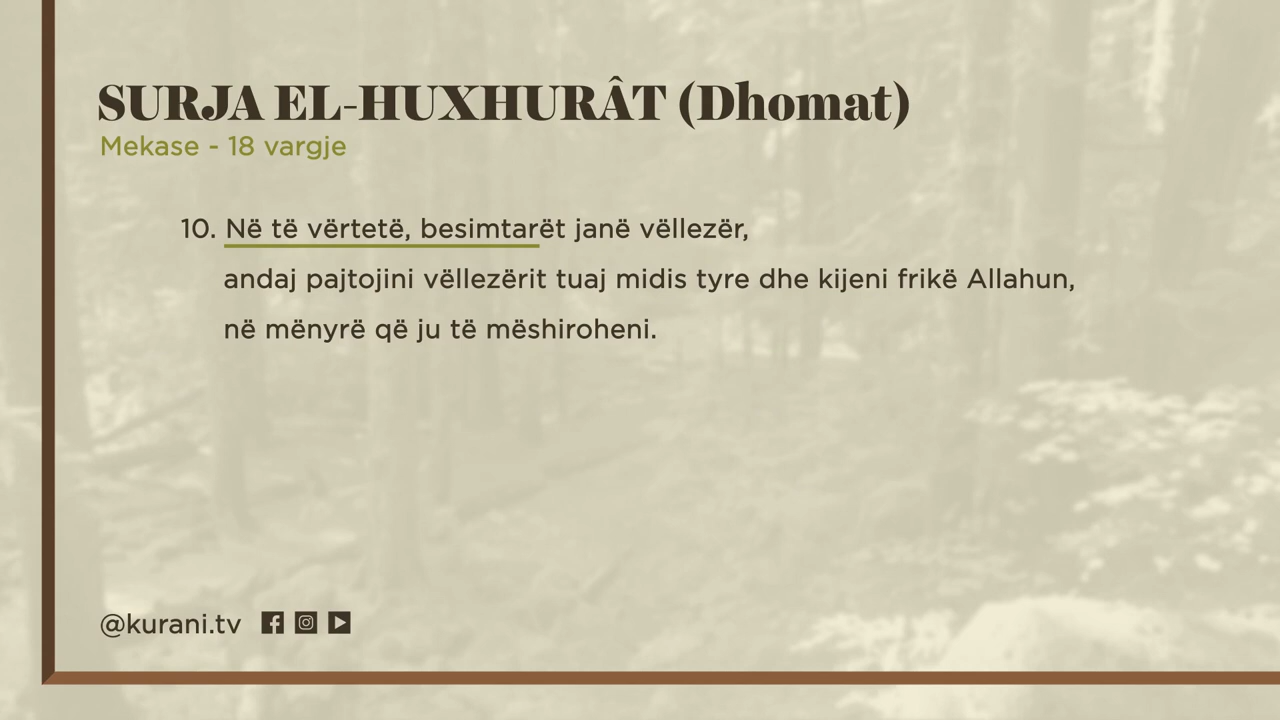 SURJA EL-HUXHURÂT (Dhomat)
Mekase - 18 vargje
10. Në të vërtetë, besimtarët janë vëllezër,
andaj pajtojini vëllezërit tuaj midis tyre dhe kijeni frikë Allahun,
në mënyrë që ju të mëshiroheni.
@kurani.tv